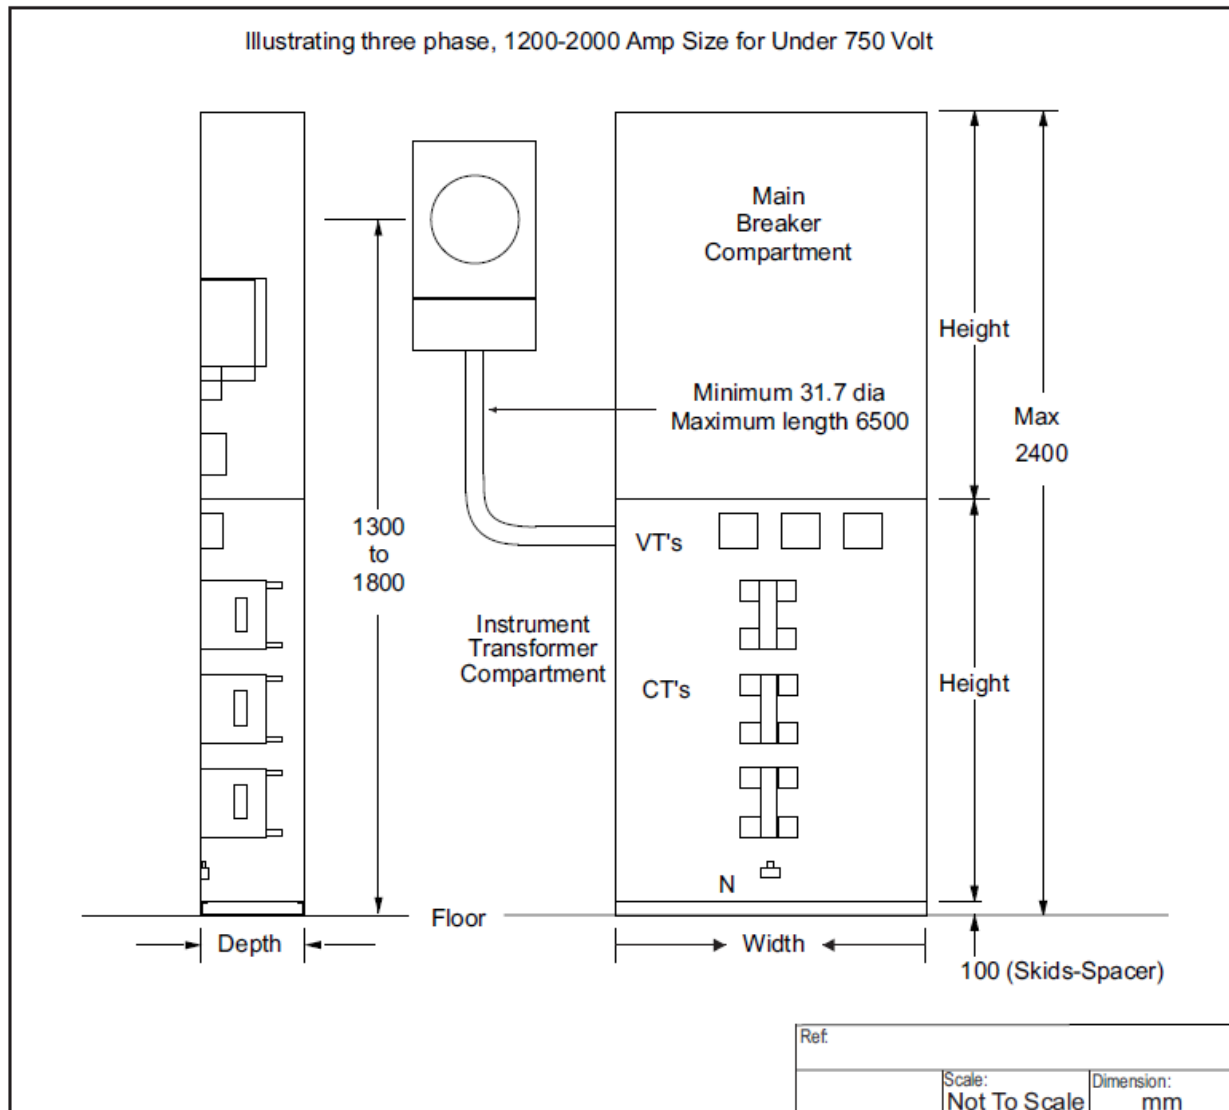 Illustrating three phase, 1200-2000 Amp Size for Under 750 Volt
Main
Breaker
Compartment
Height
Minimum 31.7 dia
Maximum length 6500
Max
2400
1300
to
1800
VT's
Instrument
Transformer
Compartment
CT's
Height
N
Floor
Depth
Width
100 (Skids-Spacer)
Ref:
Scale:
Not To Scale
Dimension:
mm